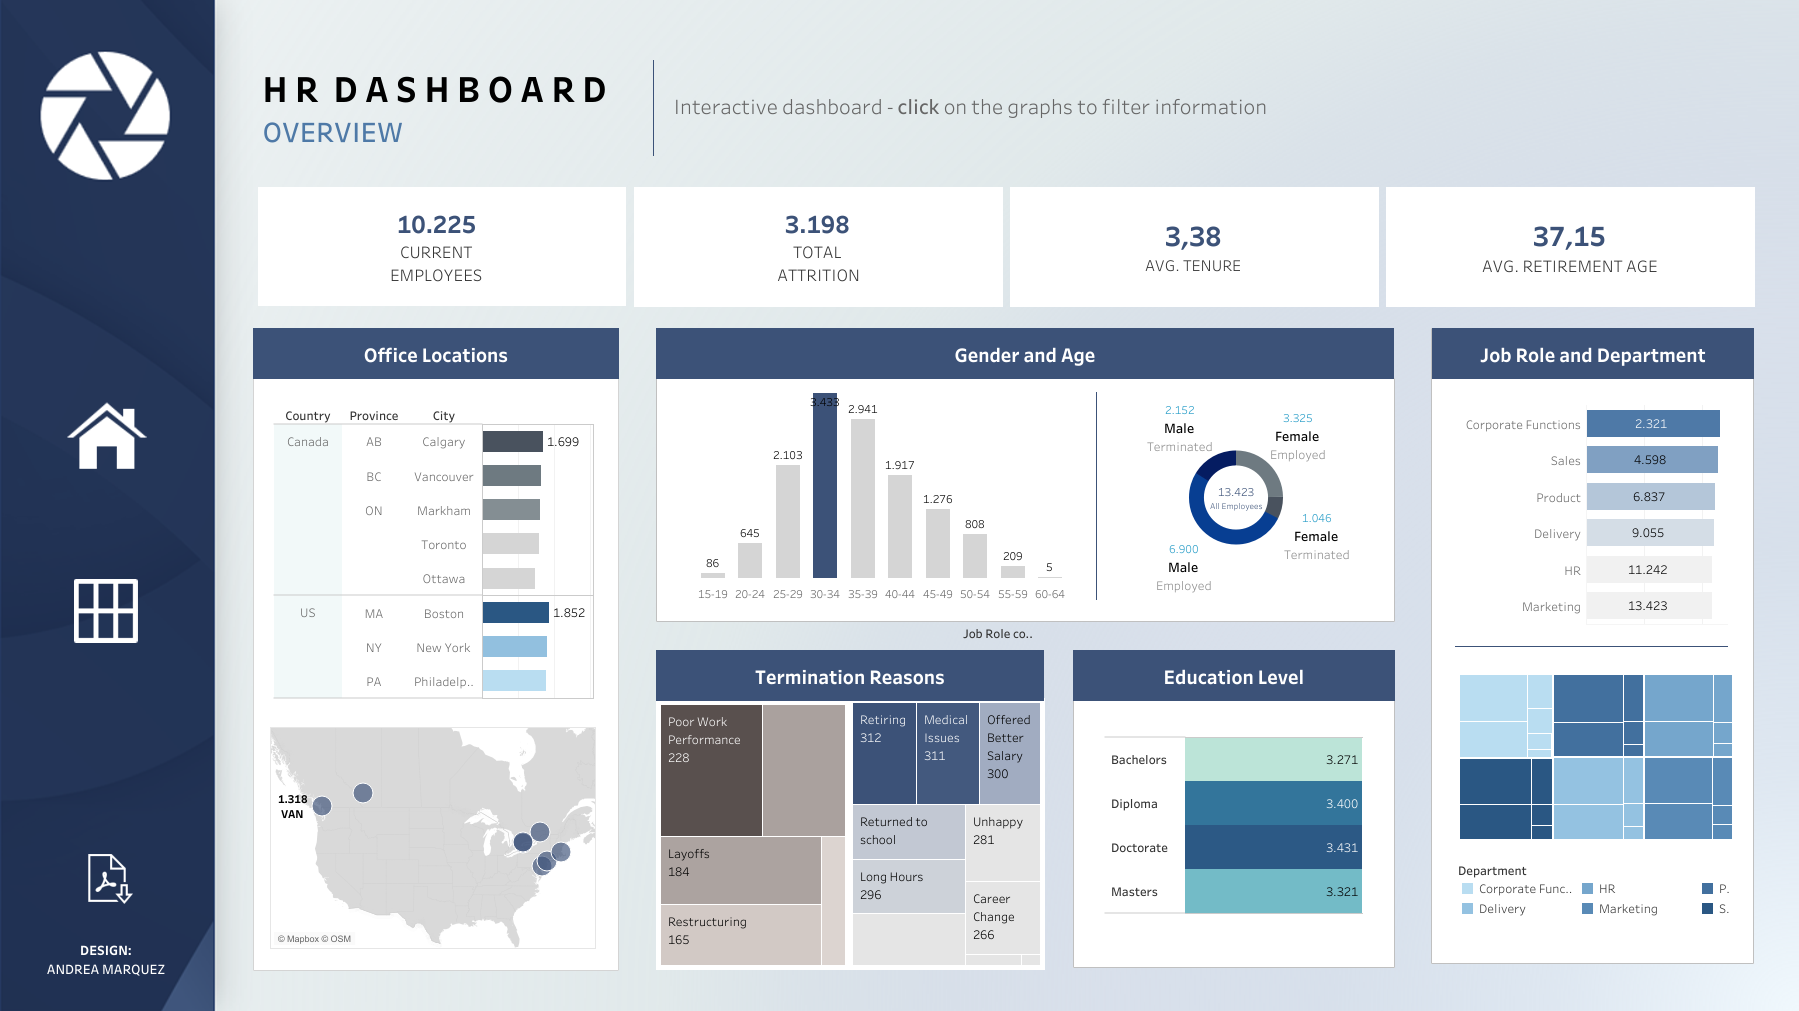 HR DASHBOARD
OVERVIEW
Interactive dashboard - click on the graphs to filter information
10.225
CURRENT
EMPLOYEES
3.198
TOTAL
ATTRITION
3,38
AVG. TENURE
37,15
AVG. RETIREMENT AGE
Office Locations
Country Province City
Canada AB Calgary 1.699
BC Vancouver
ON Markham
Toronto
Ottawa
US MA Boston 1.852
NY New York
PA Philadelp..
1.318
VAN
© Mapbox © OSM
Gender and Age
86
645
2.103
3.433
2.941
1.917
1.276
808
209
5
15-19 20-24 25-29 30-34 35-39 40-44 45-49 50-54 55-59 60-64
2.152
Male
Terminated
3.325
Female
Employed
13.423
All Employees
1.046
Female
Terminated
6.900
Male
Employed
Job Role co..
Termination Reasons
Poor Work
Performance
228
Layoffs
184
Restructuring
165
Retiring
312
Medical
Issues
311
Offered
Better
Salary
300
Returned to
school
Long Hours
296
Unhappy
281
Career
Change
266
Education Level
Bachelors 3.271
Diploma 3.400
Doctorate 3.431
Masters 3.321
Job Role and Department
Corporate Functions 2.321
Sales 4.598
Product 6.837
Delivery 9.055
HR 11.242
Marketing 13.423
Department
Corporate Func.. HR P.
Delivery Marketing S.
DESIGN:
ANDREA MARQUEZ